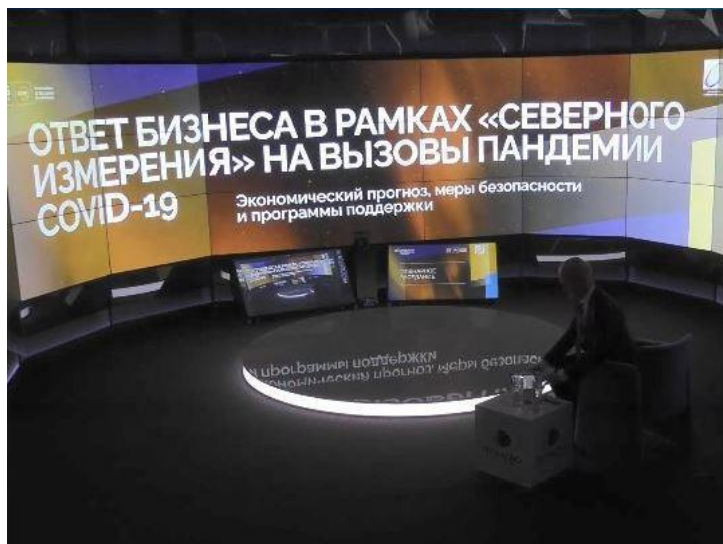 ОТВЕТ БИЗНЕСА В РАМКАХ «СЕВЕРНОГО
ИЗМЕРЕНИЯ» НА ВЫЗОВЫ ПАНДЕМИИ
COVID-19
Экономический прогноз, меры безопасности
и программы поддержки